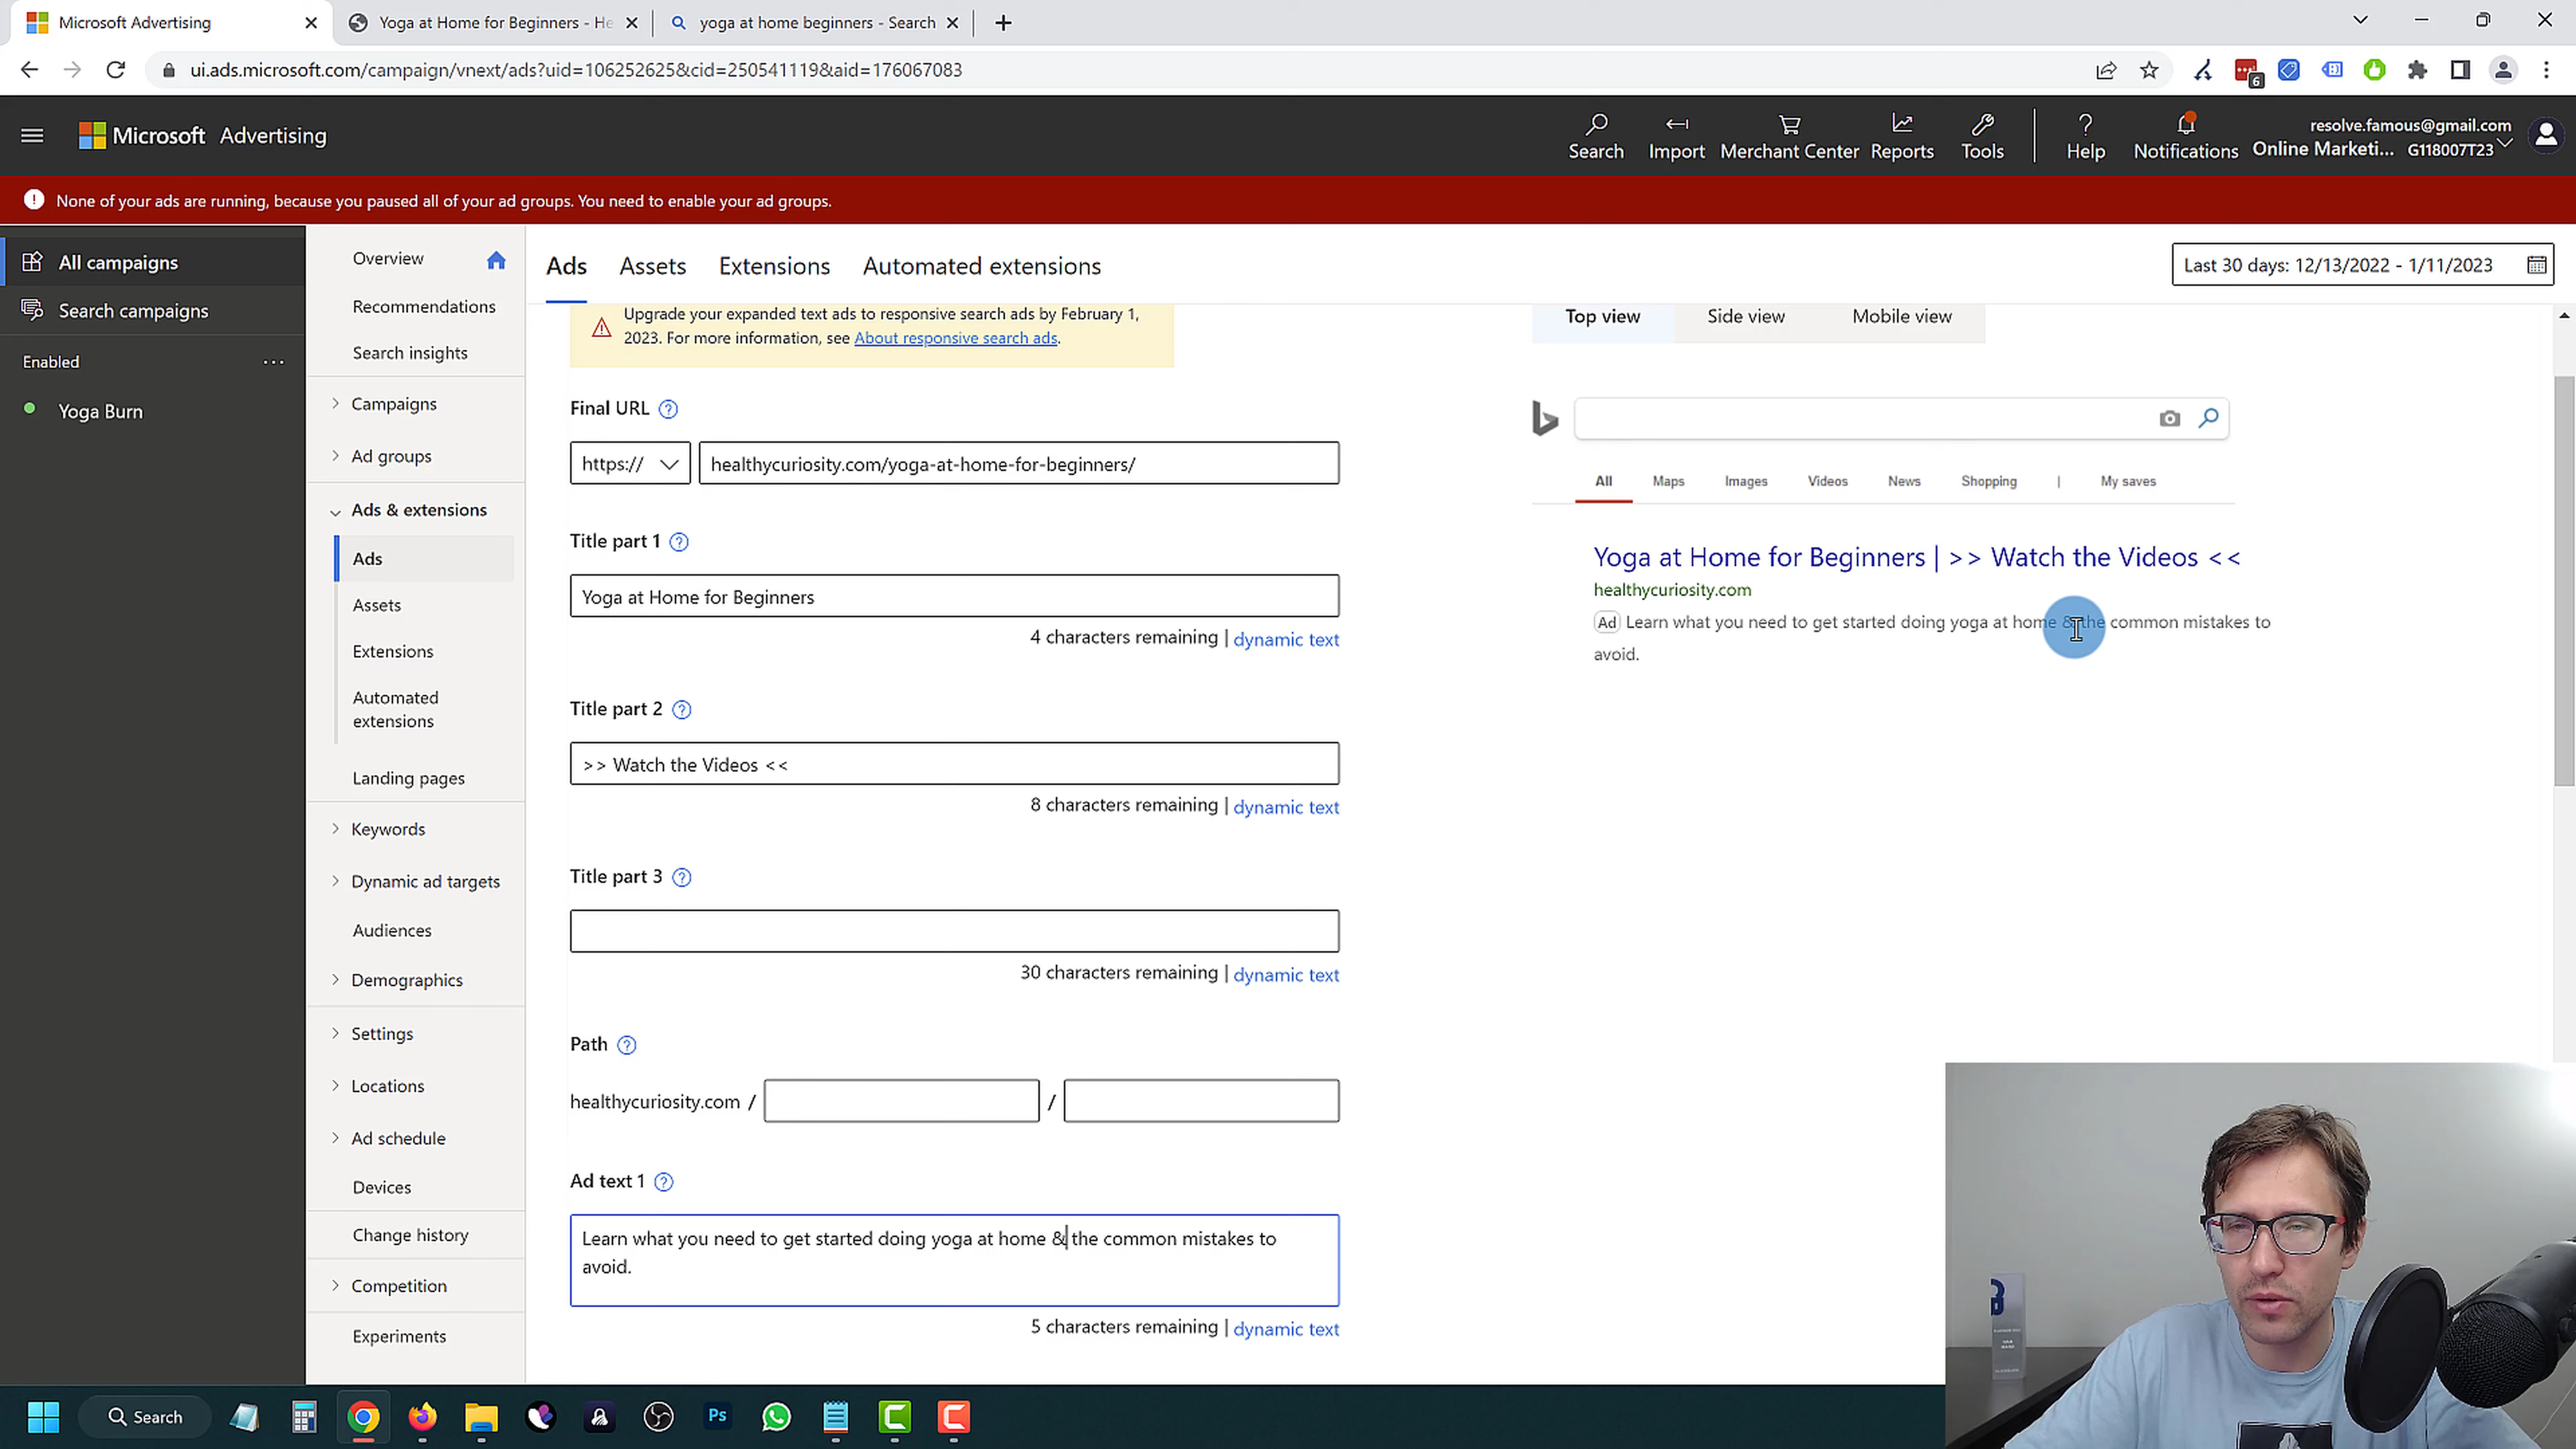 Microsoft Advertising
Yoga at Home for Beginners - He
yoga at home beginners - Search
ui.ads.microsoft.com/campaign/vnext/ads?uid=106252625&cid=250541119&aid=176067083
6
Microsoft Advertising
Search
Import
Merchant Center
Reports
Tools
Help
Notifications
resolve.famous@gmail.com
Online Marketi... G118007T23
None of your ads are running, because you paused all of your ad groups. You need to enable your ad groups.
All campaigns
Search campaigns
Enabled
Yoga Burn
Overview
Recommendations
Search insights
Campaigns
Ad groups
Ads & extensions
Ads
Assets
Extensions
Automated
extensions
Landing pages
Keywords
Dynamic ad targets
Audiences
Demographics
Settings
Locations
Ad schedule
Devices
Change history
Competition
Experiments
Ads
Assets
Extensions
Automated extensions
Last 30 days: 12/13/2022 - 1/11/2023
Upgrade your expanded text ads to responsive search ads by February 1,
2023. For more information, see About responsive search ads.
Final URL
https://
healthycuriosity.com/yoga-at-home-for-beginners/
Title part 1
Yoga at Home for Beginners
4 characters remaining | dynamic text
Title part 2
>> Watch the Videos <<
8 characters remaining | dynamic text
Title part 3
30 characters remaining | dynamic text
Path
healthycuriosity.com / /
Ad text 1
Learn what you need to get started doing yoga at home & the common mistakes to
avoid.
5 characters remaining | dynamic text
Top view
Side view
Mobile view
All
Maps
Images
Videos
News
Shopping
|
My saves
Yoga at Home for Beginners | >> Watch the Videos <<
healthycuriosity.com
Ad Learn what you need to get started doing yoga at home & the common mistakes to
avoid.
Search
Ps